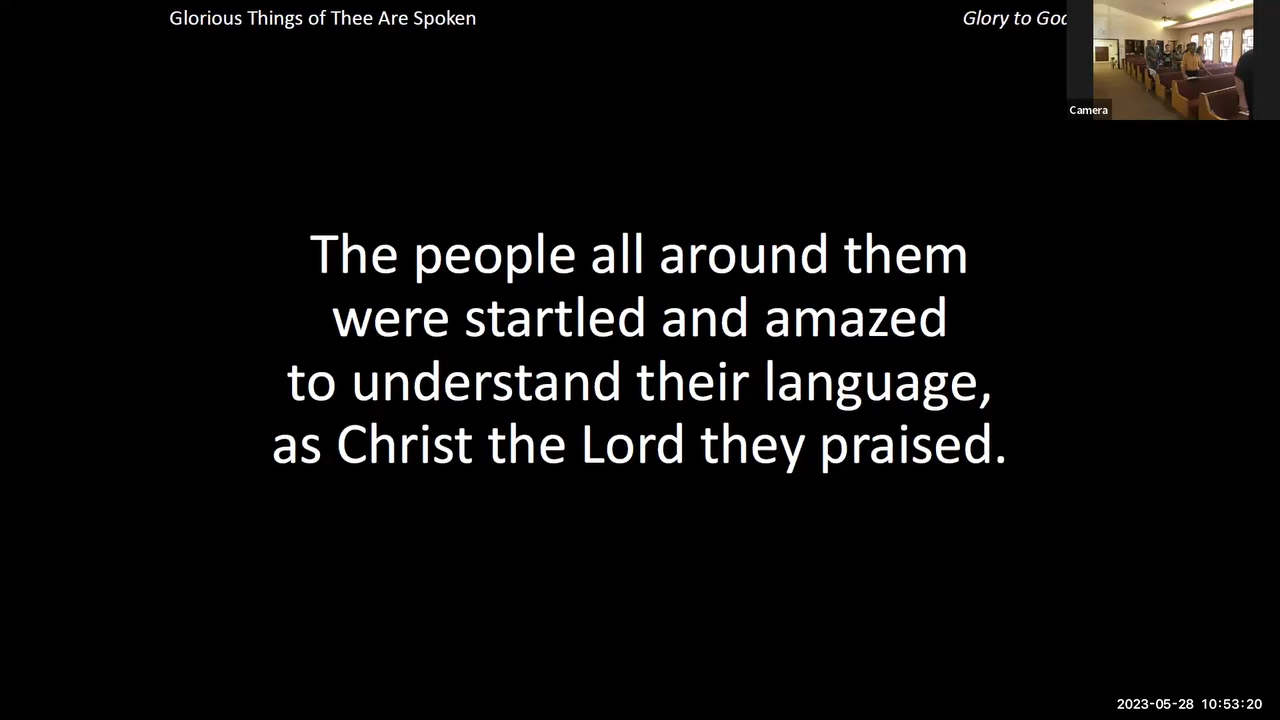 Glorious Things of Thee Are Spoken
Glory to
Camera
The people all around them
were startled and amazed
to understand their language,
as Christ the Lord they praised.
2023-05-28 10:53:20